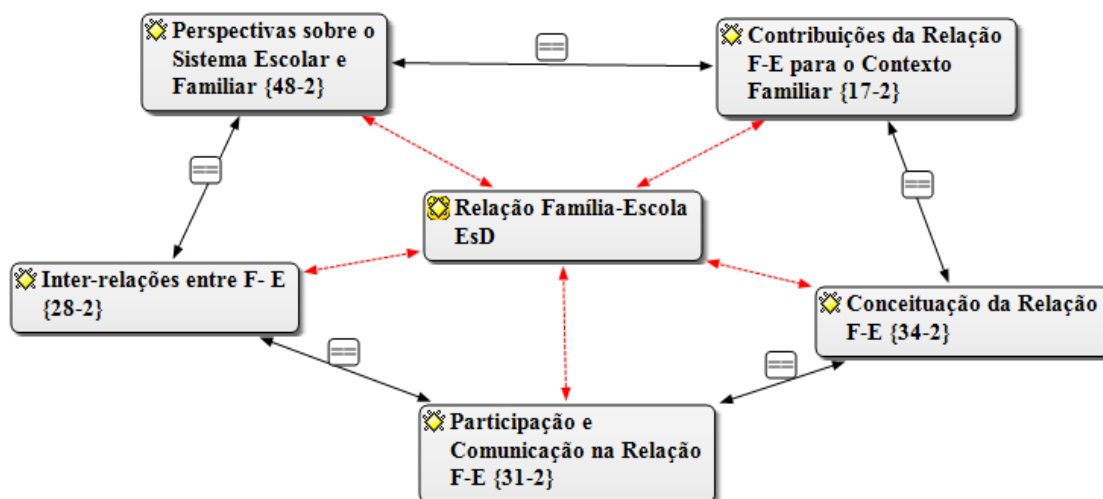 Perspectivas sobre o
Sistema Escolar e
Familiar {48-2}
==
Contribuições da Relação
F-E para o Contexto
Familiar {17-2}
==
==
Relação Família-Escola
EsD
Inter-relações entre F- E
{28-2}
Conceituação da Relação
F-E {34-2}
==
==
Participação e
Comunicação na Relação
F-E {31-2}